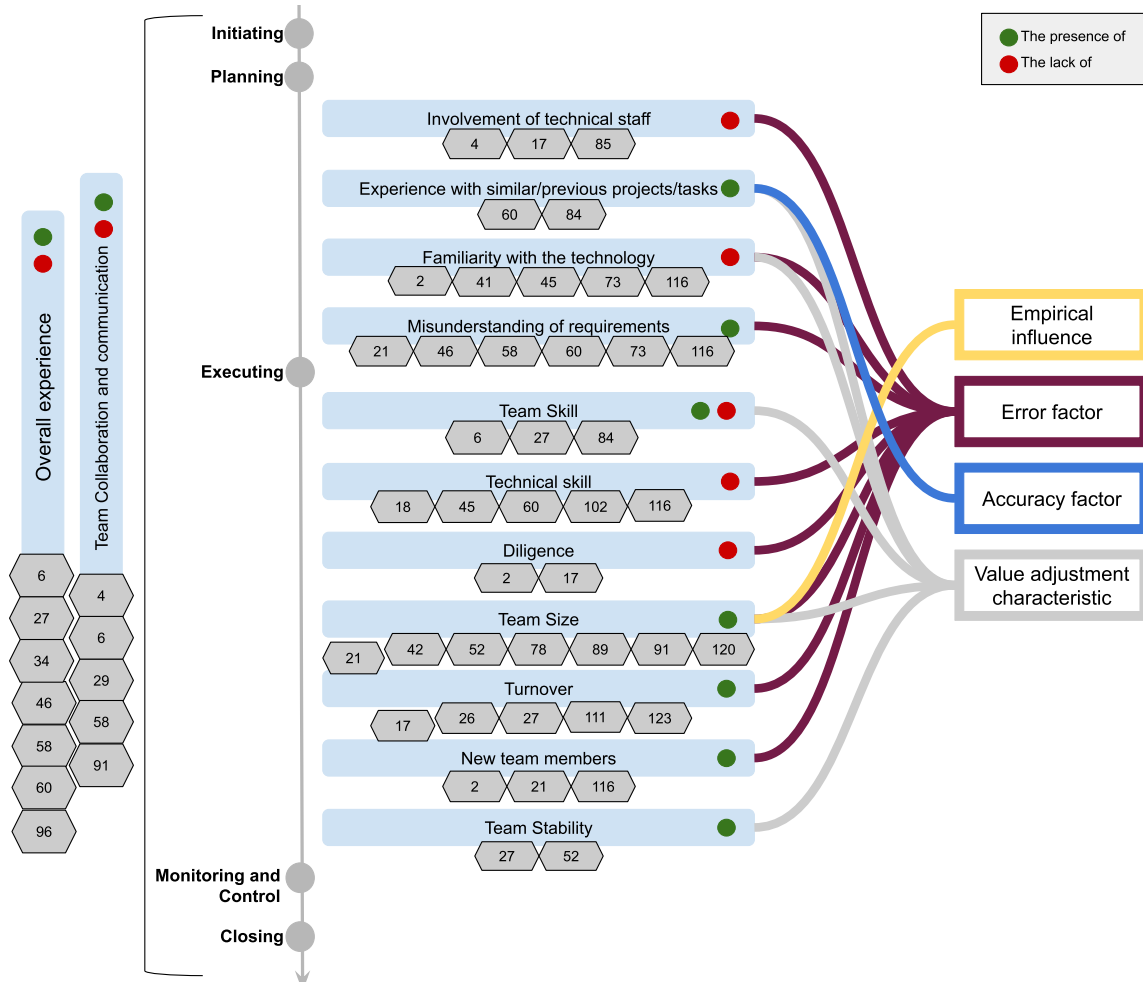 Initiating
Planning
Executing
Monitoring and
Control
Closing
The presence of
The lack of
Overall experience
6
27
34
46
58
60
96
Team Collaboration and communication
4
6
29
58
91
Involvement of technical staff
4 17 85
Experience with similar/previous projects/tasks
60 84
Familiarity with the technology
2 41 45 73 116
Misunderstanding of requirements
21 46 58 60 73 116
Team Skill
6 27 84
Technical skill
18 45 60 102 116
Diligence
2 17
Team Size
21 42 52 78 89 91 120
Turnover
17 26 27 111 123
New team members
2 21 116
Team Stability
27 52
Empirical
influence
Error factor
Accuracy factor
Value adjustment
characteristic